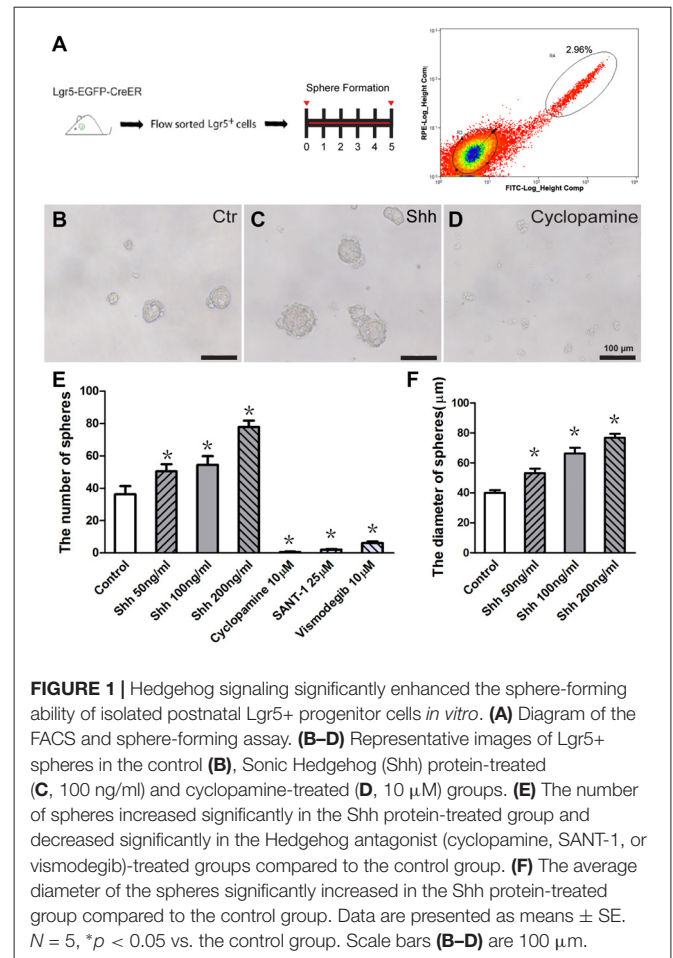 A
Lgr5-EGFP-CreER
Flow sorted Lgr5+ cells
Sphere Formation
0 1 2 3 4 5
2.96%
R4
RPE-Log_Height Comp
FITC-Log_Height Comp
B
Ctr
C
Shh
D
Cyclopamine
100 µm
E
The number of spheres
100
80
60
40
20
0
* * * * * *
Control
Shh 50ng/ml
Shh 100ng/ml
Shh 200ng/ml
Cyclopamine 10µM
SANT-1 25µM
Vismodegib 10µM
F
The diameter of spheres(µm)
100
80
60
40
20
0
* * *
Control
Shh 50ng/ml
Shh 100ng/ml
Shh 200ng/ml
FIGURE 1 | Hedgehog signaling significantly enhanced the sphere-forming
ability of isolated postnatal Lgr5+ progenitor cells in vitro. (A) Diagram of the
FACS and sphere-forming assay. (B–D) Representative images of Lgr5+
spheres in the control (B), Sonic Hedgehog (Shh) protein-treated
(C, 100 ng/ml) and cyclopamine-treated (D, 10 µM) groups. (E) The number
of spheres increased significantly in the Shh protein-treated group and
decreased significantly in the Hedgehog antagonist (cyclopamine, SANT-1, or
vismodegib)-treated groups compared to the control group. (F) The average
diameter of the spheres significantly increased in the Shh protein-treated
group compared to the control group. Data are presented as means ± SE.
N = 5, *p < 0.05 vs. the control group. Scale bars (B–D) are 100 µm.